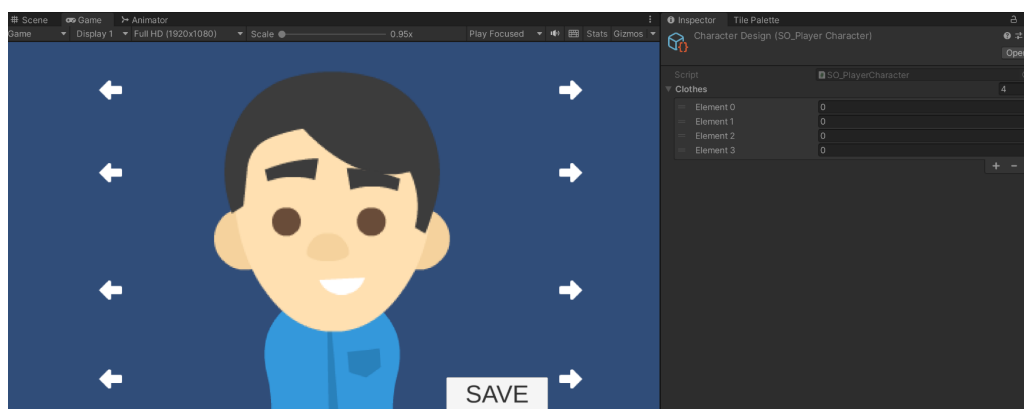 Scene Game Animator
Game Display 1 Full HD (1920x1080) Scale 0.95x Play Focused Stats Gizmos
SAVE
Inspector Tile Palette
Character Design (SO_Player Character)
Open
Script SO_PlayerCharacter
Clothes 4
Element 0 0
Element 1 0
Element 2 0
Element 3 0